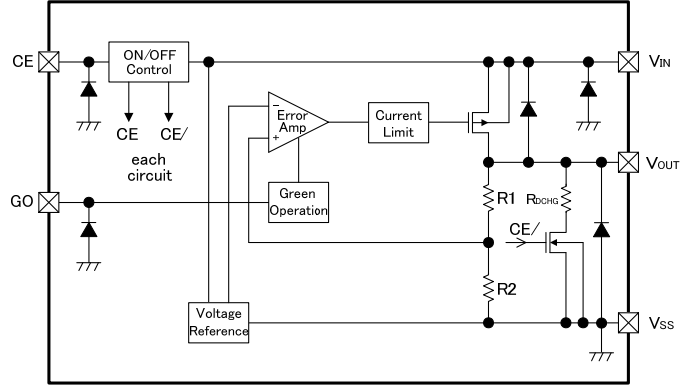 CE
ON/OFF
Control
VIN
CE
CE/
each
circuit
−
Error
Amp
+
Current
Limit
VOUT
GO
Green
Operation
R1
RDCHG
CE/
R2
Voltage
Reference
VSS